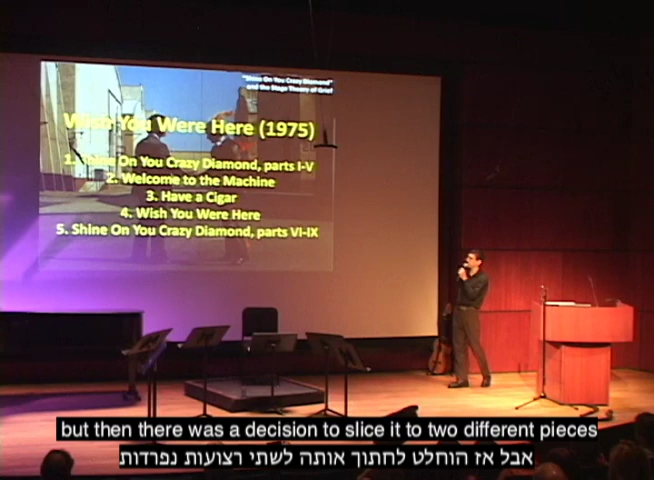 "Shine On You Crazy Diamond"
and the Stage Theory of Grief
Wish You Were Here (1975)
1. Shine On You Crazy Diamond, parts I-V
2. Welcome to the Machine
3. Have a Cigar
4. Wish You Were Here
5. Shine On You Crazy Diamond, parts VI-IX
but then there was a decision to slice it to two different pieces
אבל אז הוחלט לחתוך אותה לשתי רצועות נפרדות